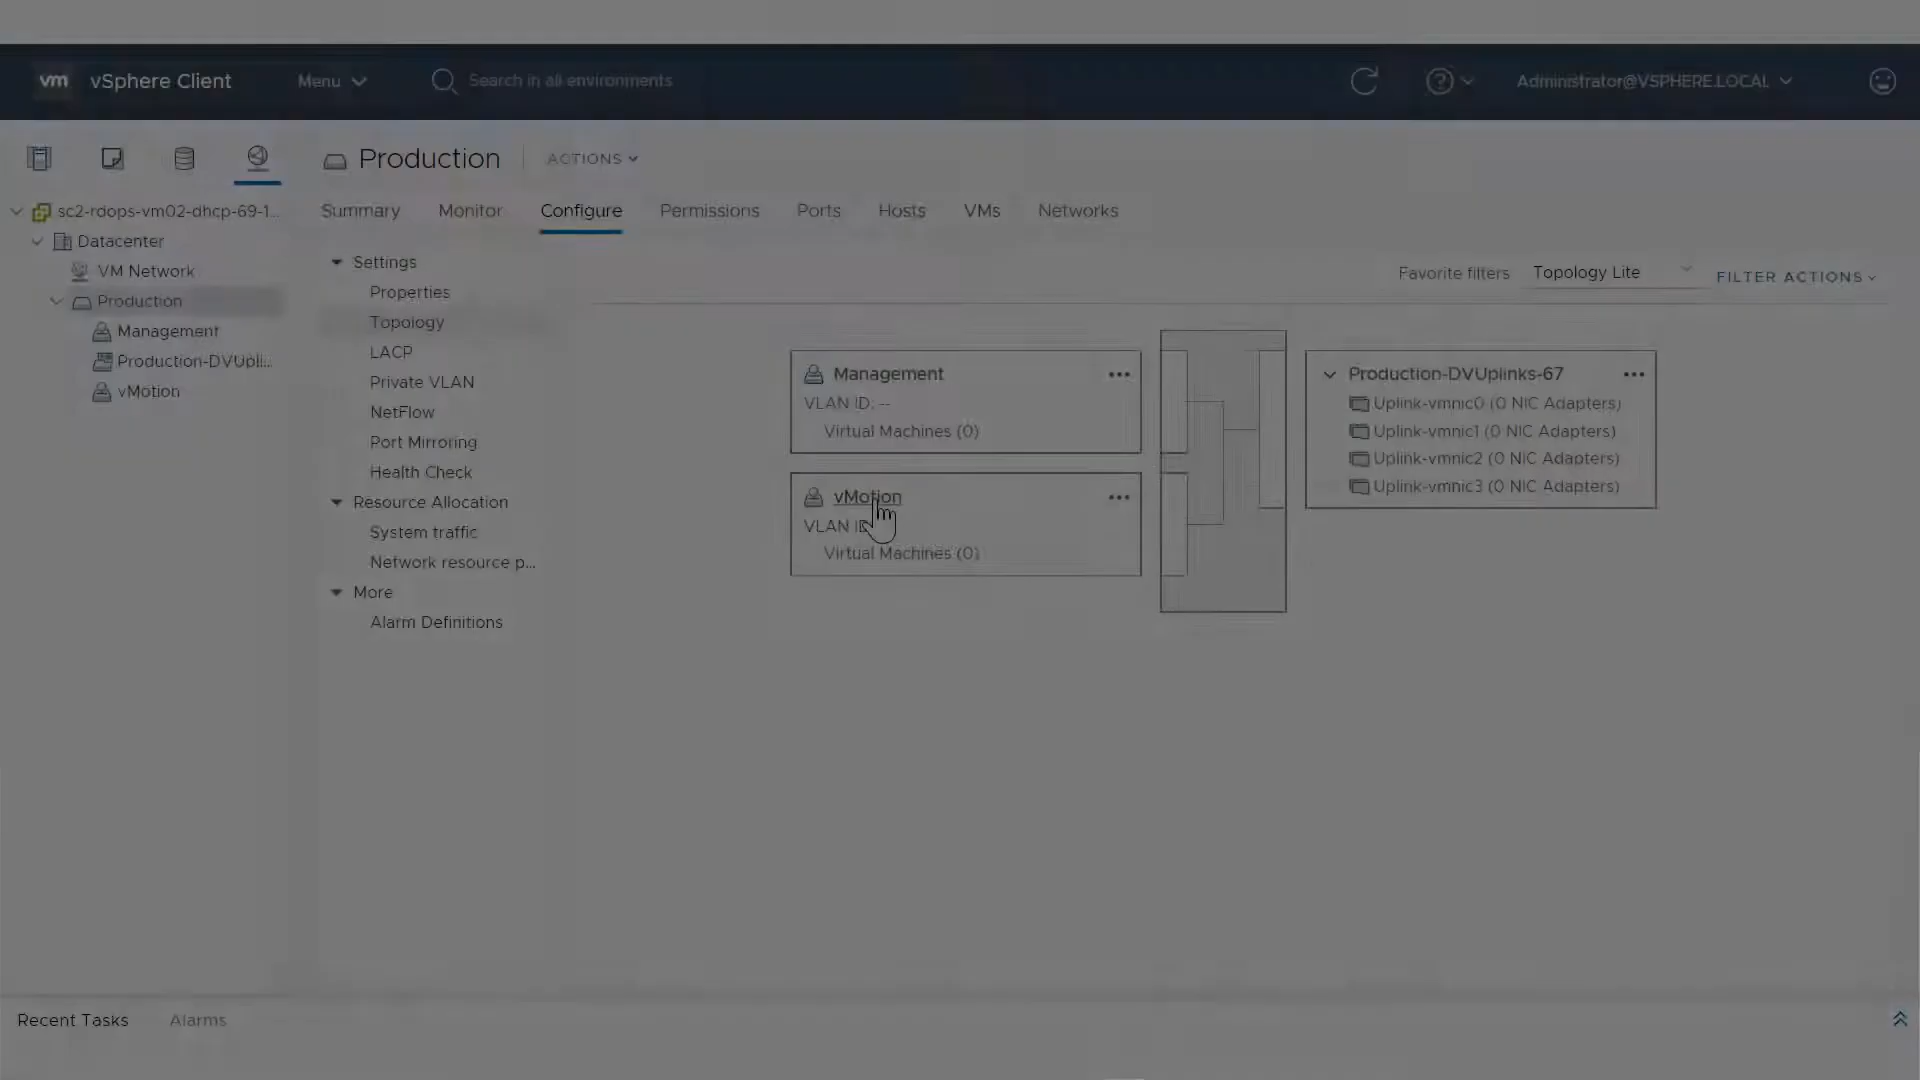 vm vSphere Client Menu Search in all environments Administrator@VSPHERE.LOCAL
Production ACTIONS
Summary Monitor Configure Permissions Ports Hosts VMs Networks
sc2-rdops-vm02-dhcp-69-1...
Datacenter
VM Network
Production
Management
Production-DVUpli...
vMotion
Settings
Properties
Topology
LACP
Private VLAN
NetFlow
Port Mirroring
Health Check
Resource Allocation
System traffic
Network resource p...
More
Alarm Definitions
Favorite filters Topology Lite FILTER ACTIONS
Management
VLAN ID: --
Virtual Machines (0)
vMotion
VLAN
Virtual Machines (0)
Production-DVUplinks-67
Uplink-vmnic0 (0 NIC Adapters)
Uplink-vmnic1 (0 NIC Adapters)
Uplink-vmnic2 (0 NIC Adapters)
Uplink-vmnic3 (0 NIC Adapters)
Recent Tasks Alarms